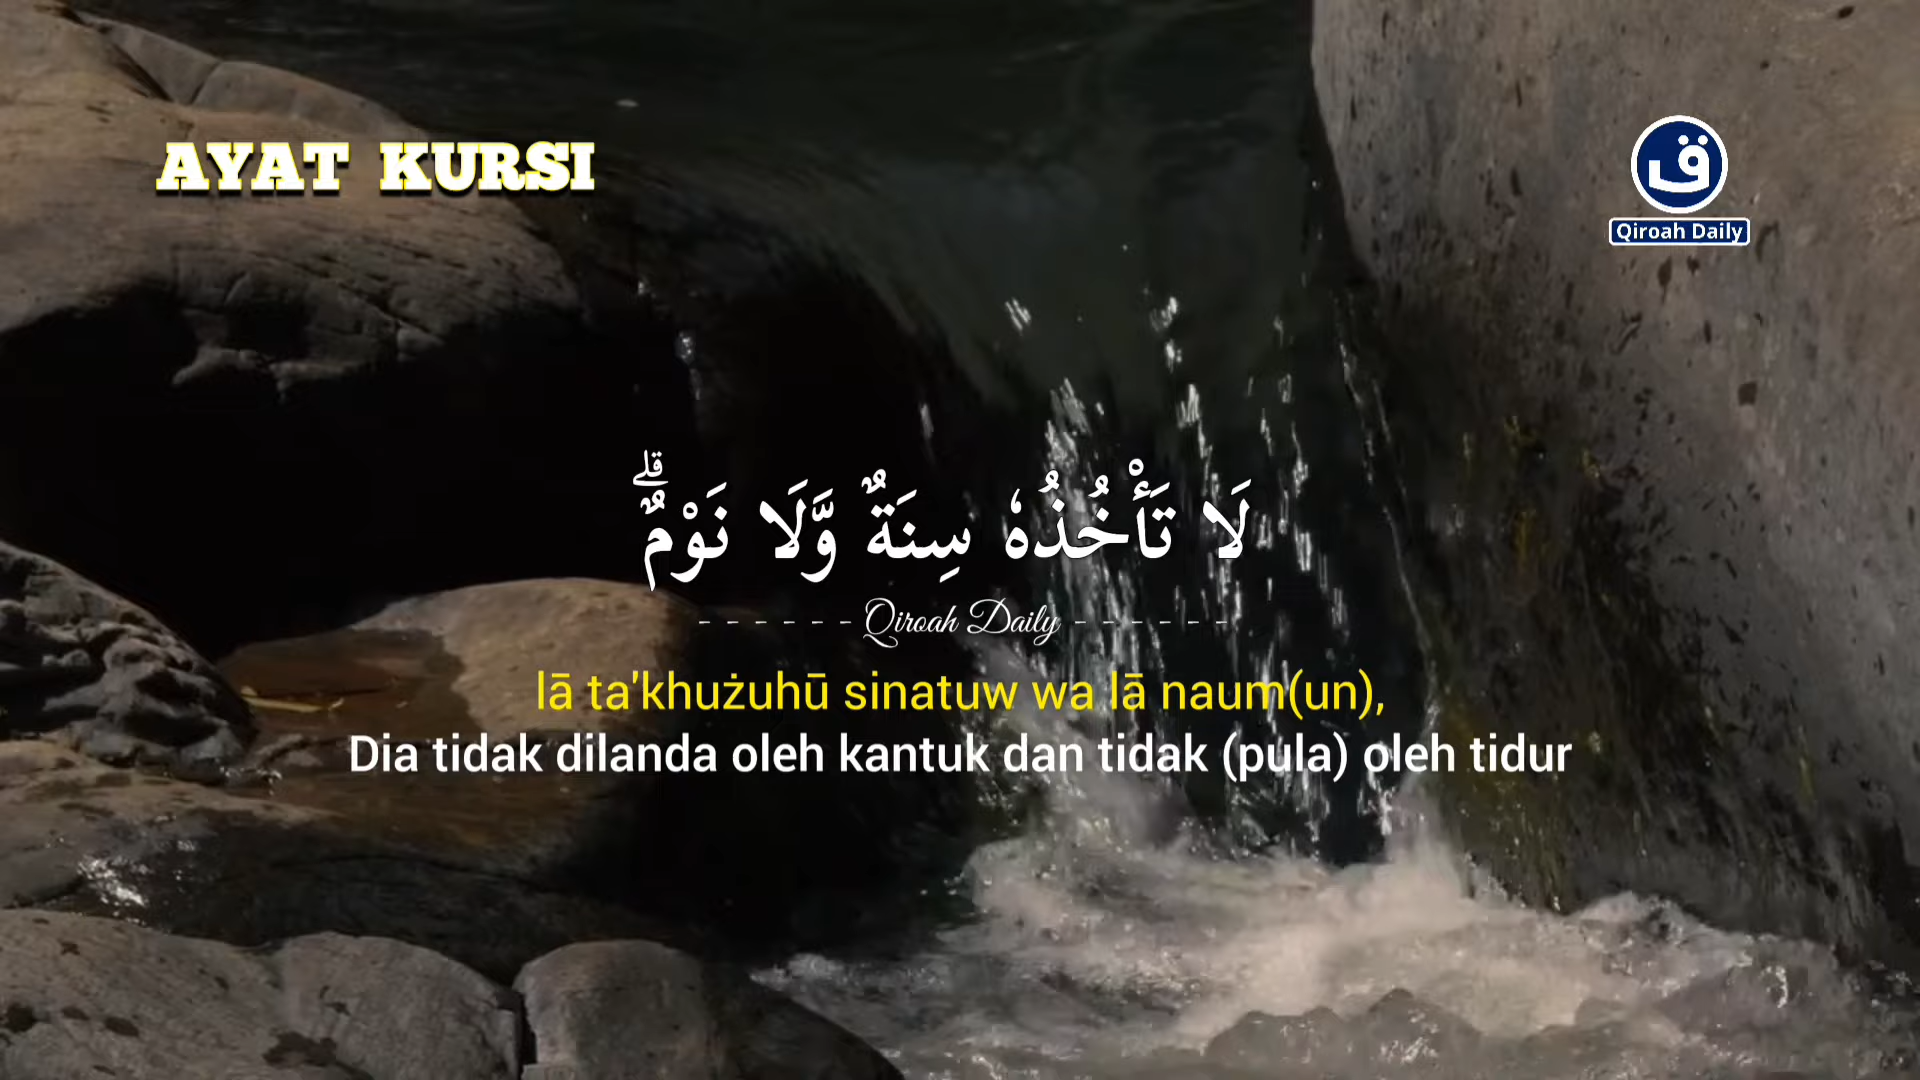 AYAT KURSI
ق
Qiroah Daily
لَا تَأْخُذُهٗ سِنَةٌ وَّلَا نَوْمٌۗ
Qiroah Daily
lā ta'khużuhū sinatuw wa lā naum(un),
Dia tidak dilanda oleh kantuk dan tidak (pula) oleh tidur